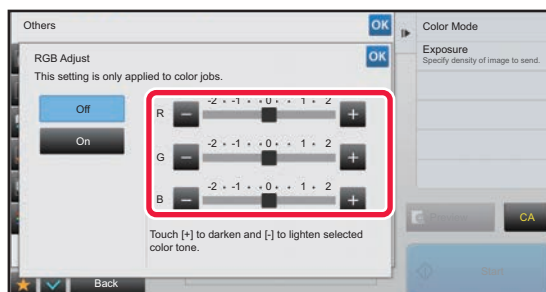 Others
OK
RGB Adjust
OK
This setting is only applied to color jobs.
Off
On
R
-2 • -1 • • 0 • • 1 • 2
G
-2 • -1 • • 0 • • 1 • 2
B
-2 • -1 • • 0 • • 1 • 2
Touch [+] to darken and [-] to lighten selected
color tone.
Back
Color Mode
Exposure
Specify density of image to send.
Preview
CA
Start